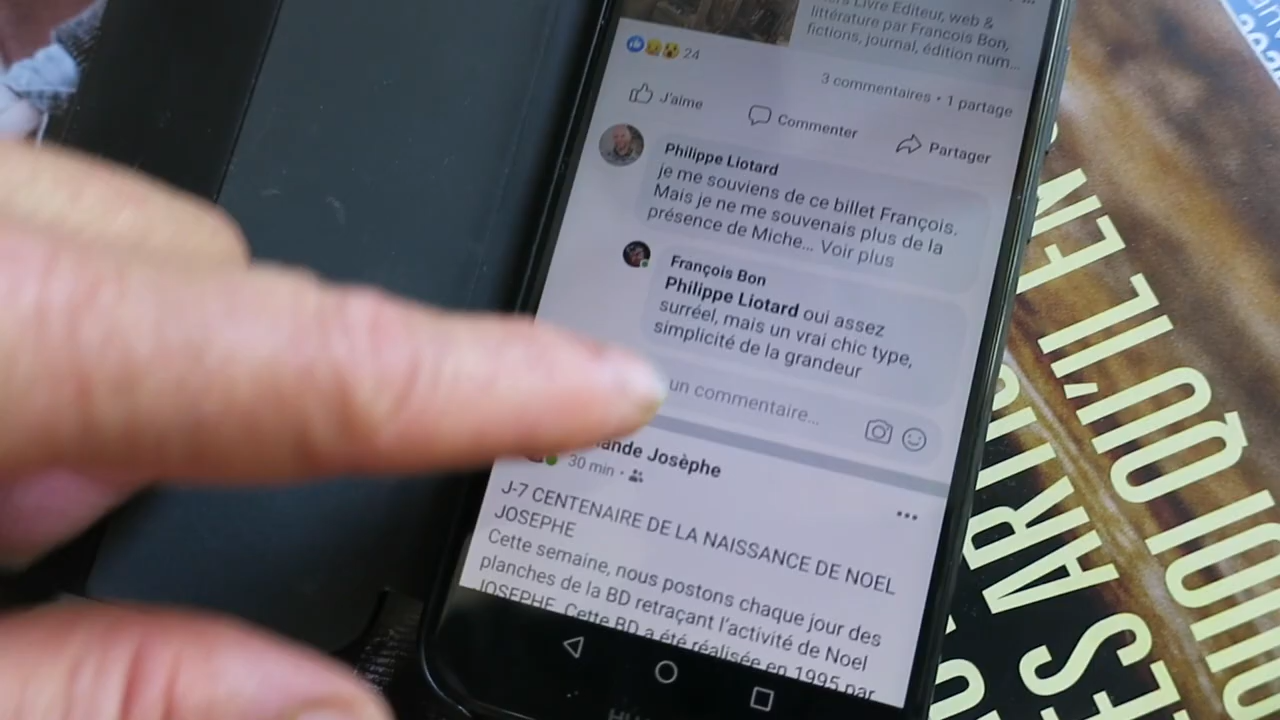 Livre Editeur, web &
littérature par Francois Bon,
fictions, journal, édition num...
24
3 commentaires • 1 partage
J'aime
Commenter
Partager
Philippe Liotard
je me souviens de ce billet François.
Mais je ne me souvenais plus de la
présence de Miche... Voir plus
François Bon
Philippe Liotard oui assez
surréel, mais un vrai chic type,
simplicité de la grandeur
un commentaire...
Josèphe
30 min
J-7 CENTENAIRE DE LA NAISSANCE DE NOEL
JOSEPHE
Cette semaine, nous postons chaque jour des
planches de la BD retraçant l'activité de Noel
JOSEPHE. Cette BD a été réalisée en 1995 par
EN
QU'IL